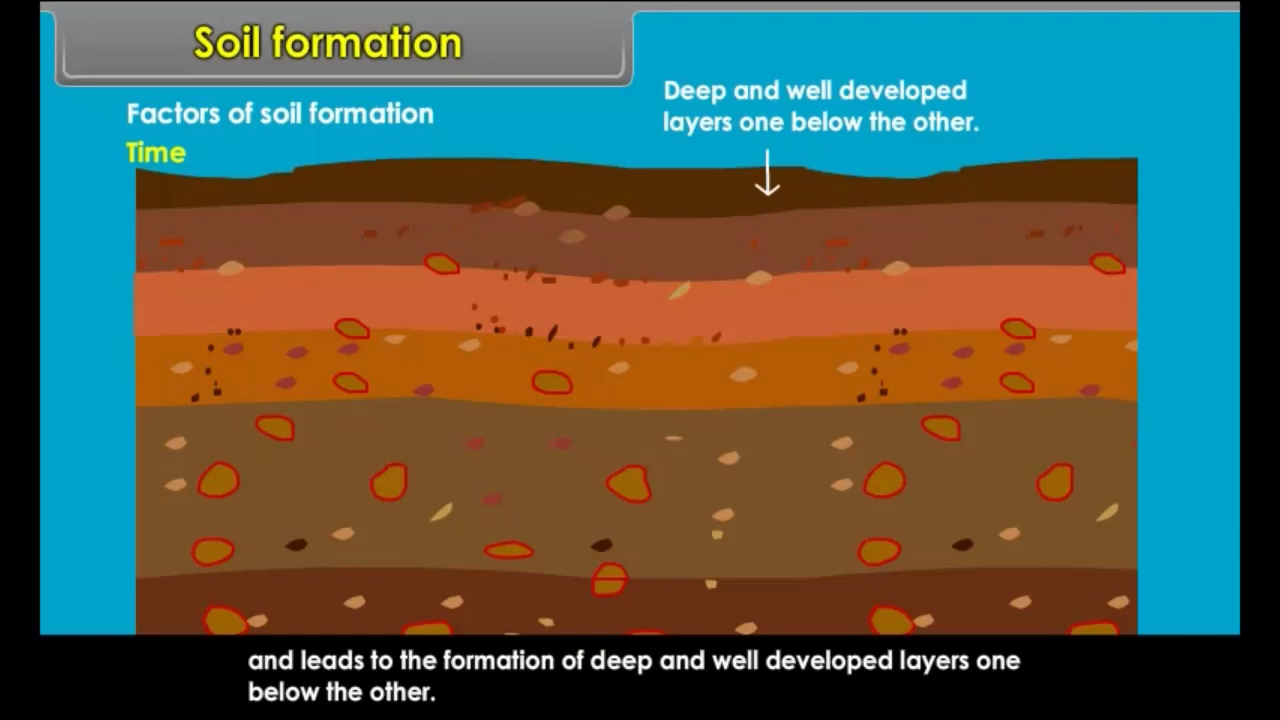 Soil formation
Factors of soil formation
Time
Deep and well developed
layers one below the other.
and leads to the formation of deep and well developed layers one
below the other.